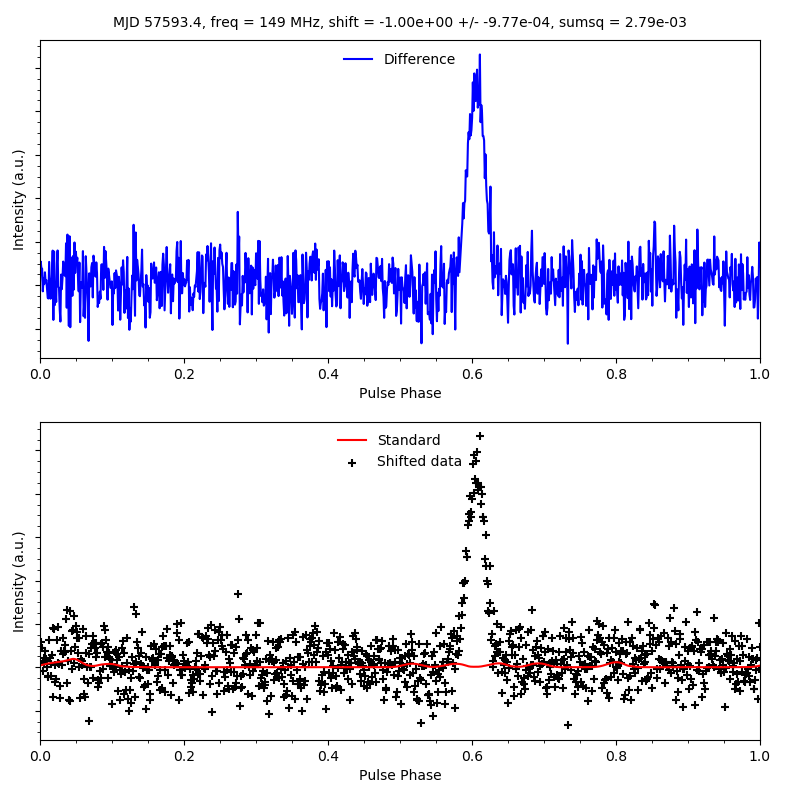 MJD 57593.4, freq = 149 MHz, shift = -1.00e+00 +/- -9.77e-04, sumsq = 2.79e-03
Difference
Intensity (a.u.)
0.0 0.2 0.4 0.6 0.8 1.0
Pulse Phase
Standard
Shifted data
Intensity (a.u.)
0.0 0.2 0.4 0.6 0.8 1.0
Pulse Phase